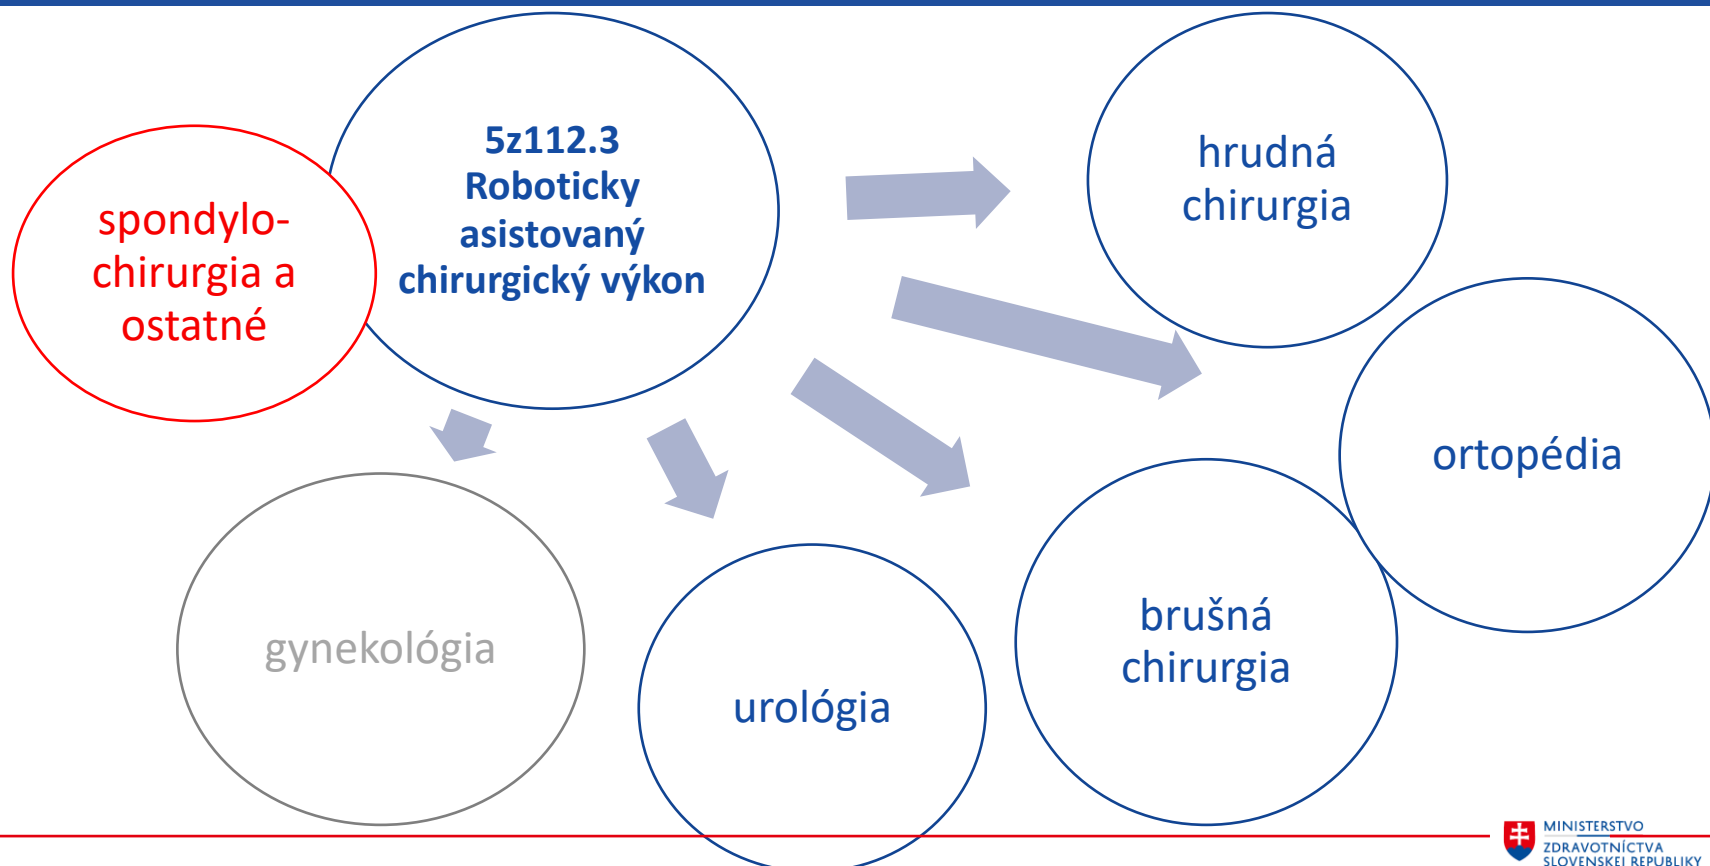 5z112.3
Roboticky
asistovaný
chirurgický výkon
spondylo-
chirurgia a
ostatné
hrudná
chirurgia
ortopédia
brušná
chirurgia
urológia
gynekológia
MINISTERSTVO
ZDRAVOTNÍCTVA
SLOVENSKEJ REPUBLIKY